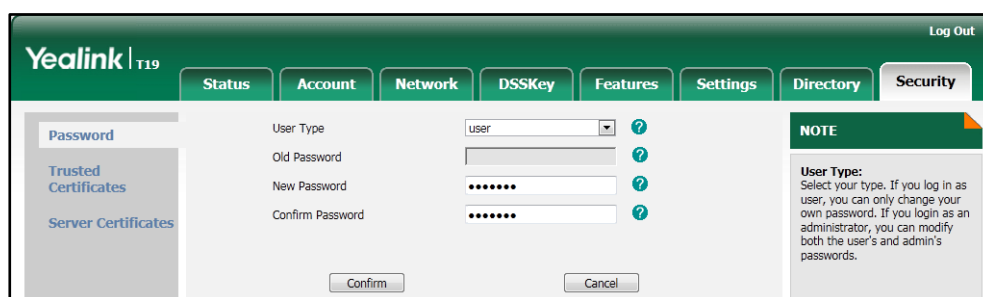 Log Out
Yealink | T19
Status Account Network DSSKey Features Settings Directory Security
Password
Trusted
Certificates
Server Certificates
User Type user ?
Old Password ?
New Password ••••••• ?
Confirm Password ••••••• ?
Confirm Cancel
NOTE
User Type:
Select your type. If you log in as
user, you can only change your
own password. If you login as an
administrator, you can modify
both the user's and admin's
passwords.